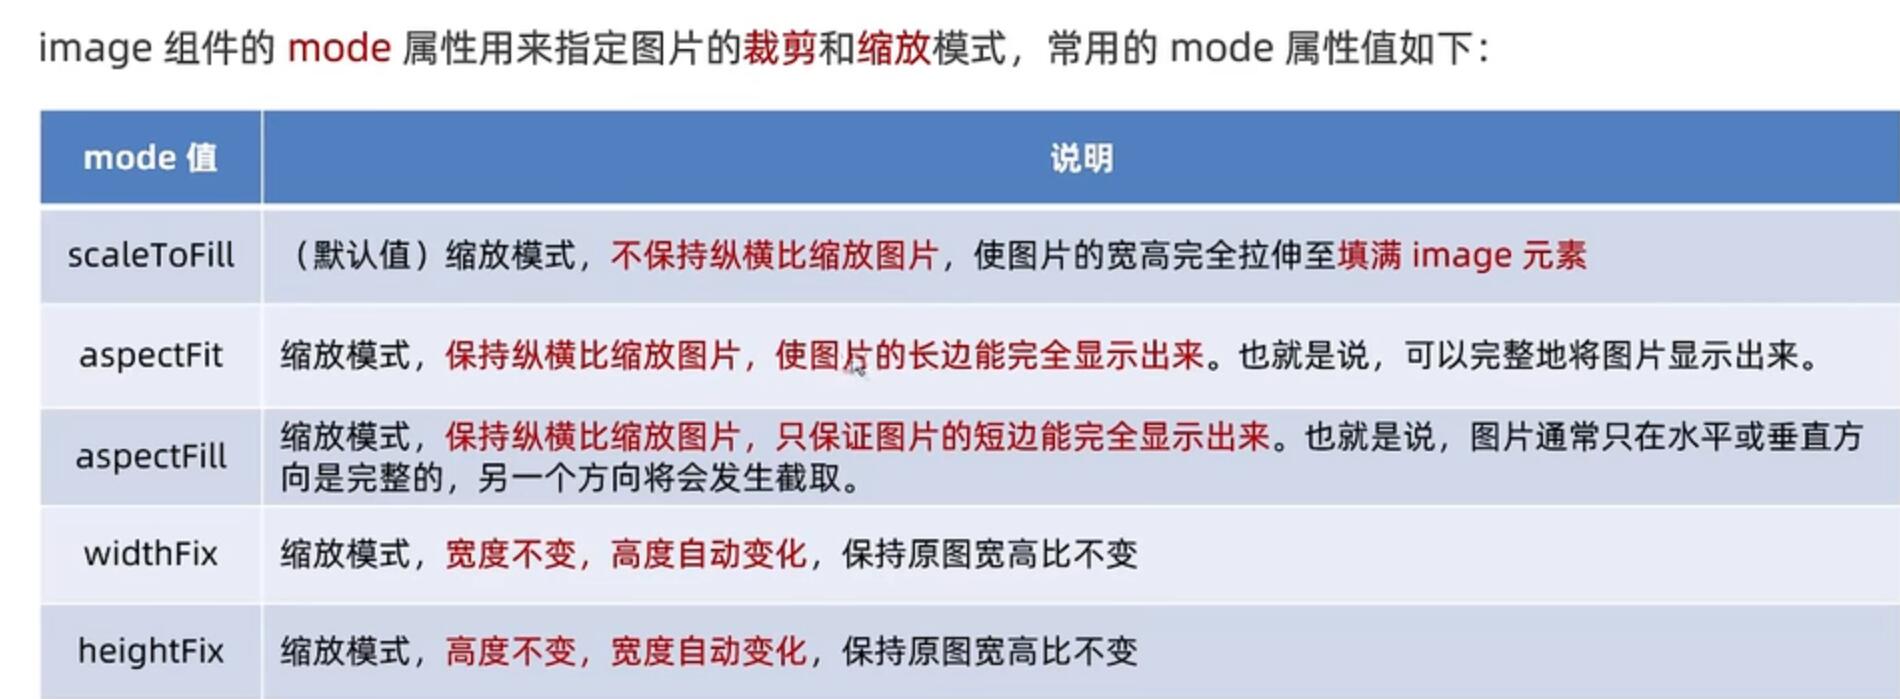 image 组件的 mode 属性用来指定图片的裁剪和缩放模式，常用的 mode 属性值如下：
mode 值
说明
scaleToFill
（默认值）缩放模式，不保持纵横比缩放图片，使图片的宽高完全拉伸至填满 image 元素
aspectFit
缩放模式，保持纵横比缩放图片，使图片的长边能完全显示出来。也就是说，可以完整地将图片显示出来。
aspectFill
缩放模式，保持纵横比缩放图片，只保证图片的短边能完全显示出来。也就是说，图片通常只在水平或垂直方
向是完整的，另一个方向将会发生截取。
widthFix
缩放模式，宽度不变，高度自动变化，保持原图宽高比不变
heightFix
缩放模式，高度不变，宽度自动变化，保持原图宽高比不变